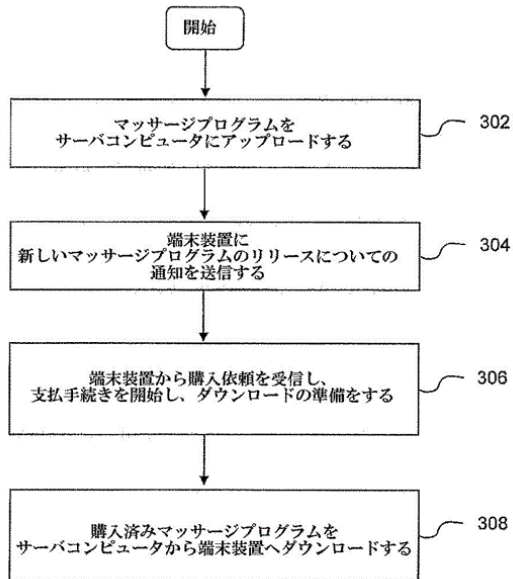 開始
マッサージプログラムを
サーバコンピュータにアップロードする
302
端末装置に
新しいマッサージプログラムのリリースについての
通知を送信する
304
端末装置から購入依頼を受信し、
支払手続きを開始し、ダウンロードの準備をする
306
購入済みマッサージプログラムを
サーバコンピュータから端末装置へダウンロードする
308